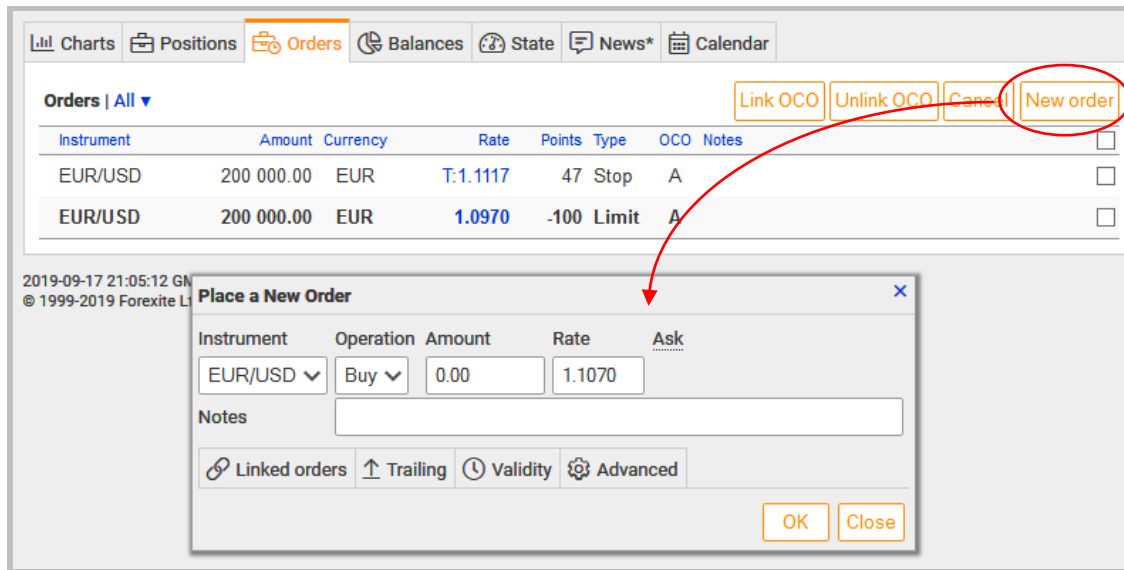 Charts Positions Orders Balances State News* Calendar
Orders | All ▼ Link OCO Unlink OCO Cancel New order
Instrument Amount Currency Rate Points Type OCO Notes
EUR/USD 200 000.00 EUR T:1.1117 47 Stop A
EUR/USD 200 000.00 EUR 1.0970 -100 Limit A
2019-09-17 21:05:12
© 1999-2019 Forexite
Place a New Order ×
Instrument Operation Amount Rate Ask
EUR/USD Buy 0.00 1.1070
Notes
Linked orders Trailing Validity Advanced
OK Close